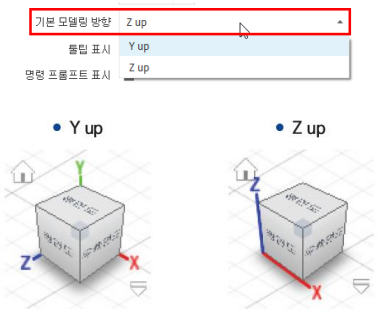 기본 모델링 방향 Z up
Y up
툴팁 표시
Z up
명령 프롬프트 표시
• Y up • Z up
Y
Z X
Z
X